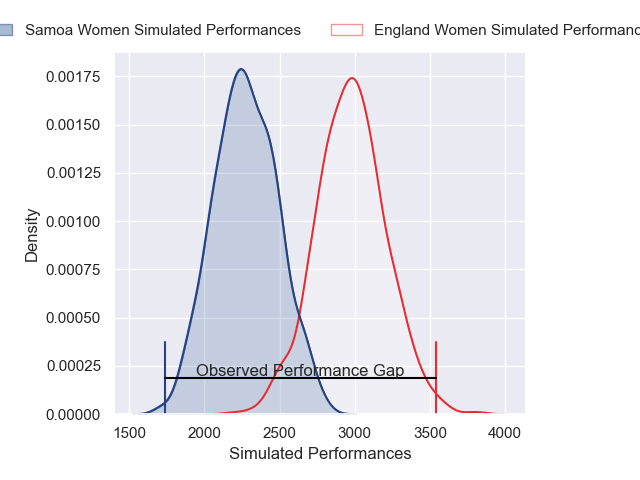 Samoa Women Simulated Performances
England Women Simulated Performanc
0.00175
0.00150
0.00125
0.00100
0.00075
0.00050
0.00025
0.00000
Density
Observed Performance Gap
1500 2000 2500 3000 3500 4000
Simulated Performances